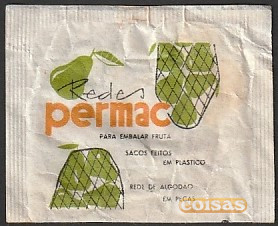 Redes
permac
PARA EMBALAR FRUTA
SACOS FEITOS
EM PLASTICO
REDE DE ALGODÃO
EM PEÇAS
coisas